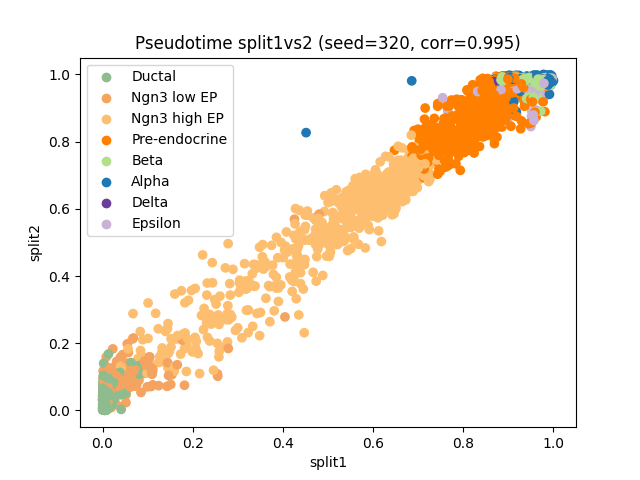 Pseudotime split1vs2 (seed=320, corr=0.995)
1.0
0.8
0.6
0.4
0.2
0.0
split2
Ductal
Ngn3 low EP
Ngn3 high EP
Pre-endocrine
Beta
Alpha
Delta
Epsilon
0.0 0.2 0.4 0.6 0.8 1.0
split1